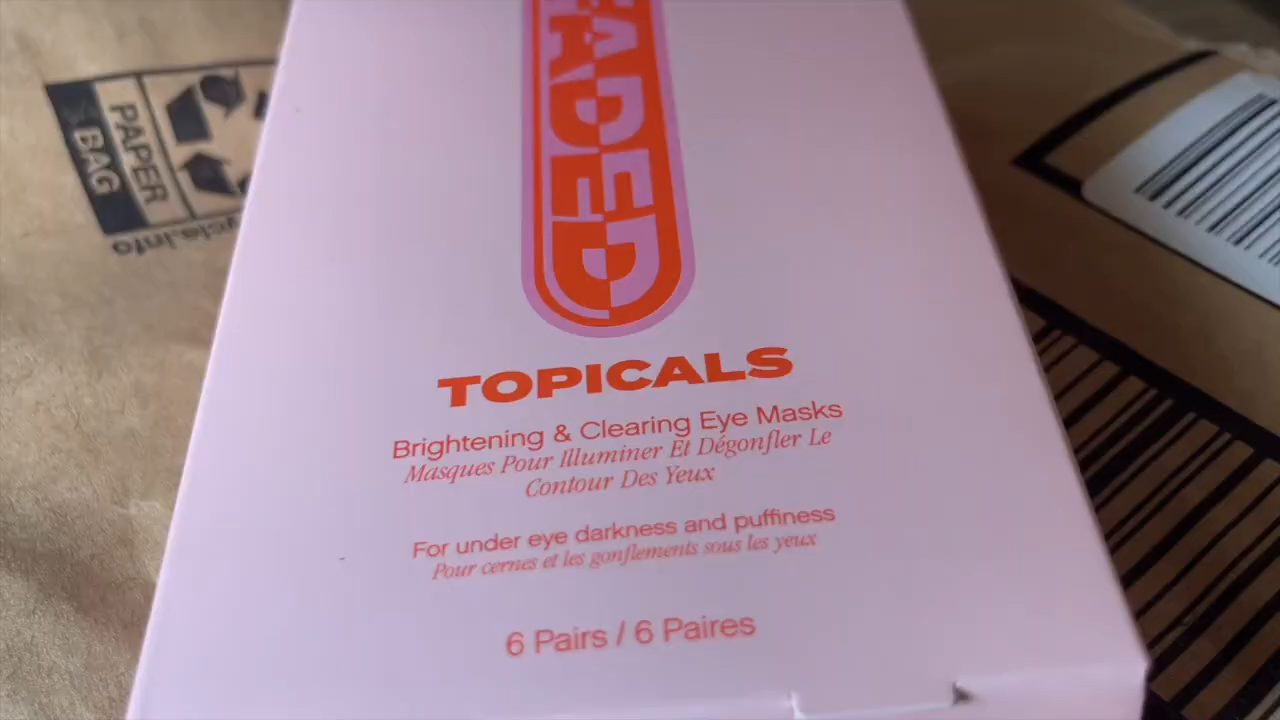 FADED
TOPICALS
Brightening & Clearing Eye Masks
Masques Pour Illuminer Et Dégonfler Le
Contour Des Yeux
For under eye darkness and puffiness
Pour cernes et les gonflements sous les yeux
6 Pairs / 6 Paires
PAPER
BAG